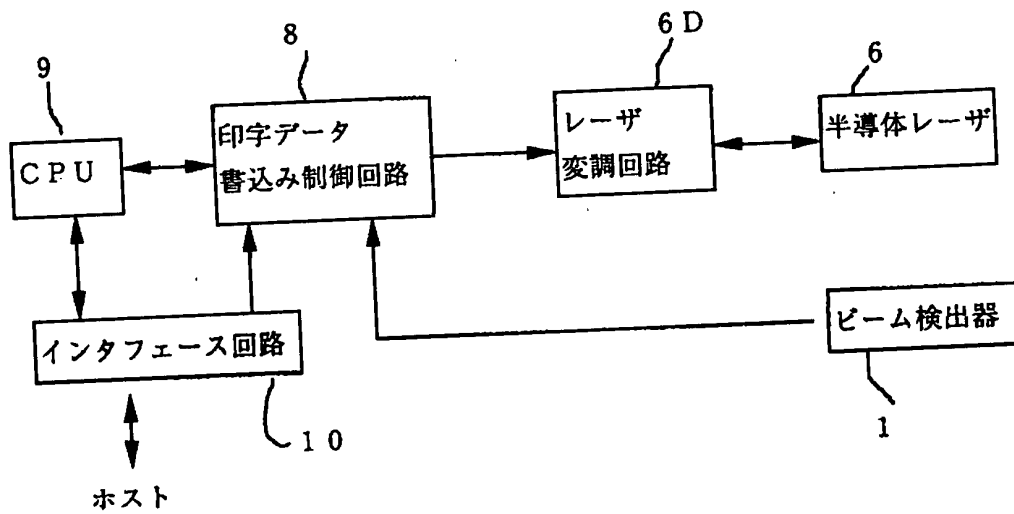 8
6D
6
9
CPU
印字データ
書込み制御回路
レーザ
変調回路
半導体レーザ
インタフェース回路
ビーム検出器
10
1
ホスト